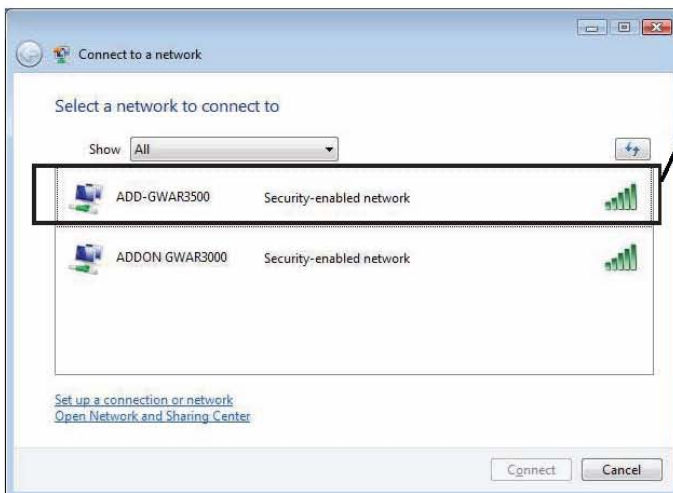 Connect to a network
Select a network to connect to
Show All
ADD-GWAR3500 Security-enabled network
ADDON GWAR3000 Security-enabled network
Set up a connection or network
Open Network and Sharing Center
Connect Cancel